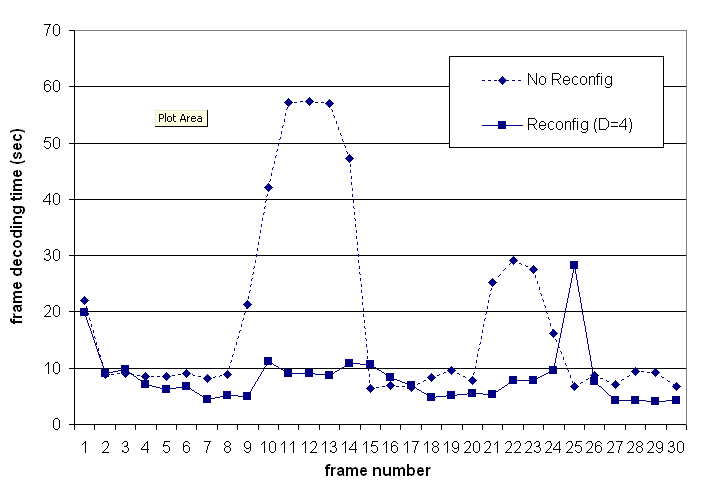 70
60
50
40
30
20
10
0
frame decoding time (sec)
Plot Area
No Reconfig
Reconfig (D=4)
1 2 3 4 5 6 7 8 9 10 11 12 13 14 15 16 17 18 19 20 21 22 23 24 25 26 27 28 29 30
frame number